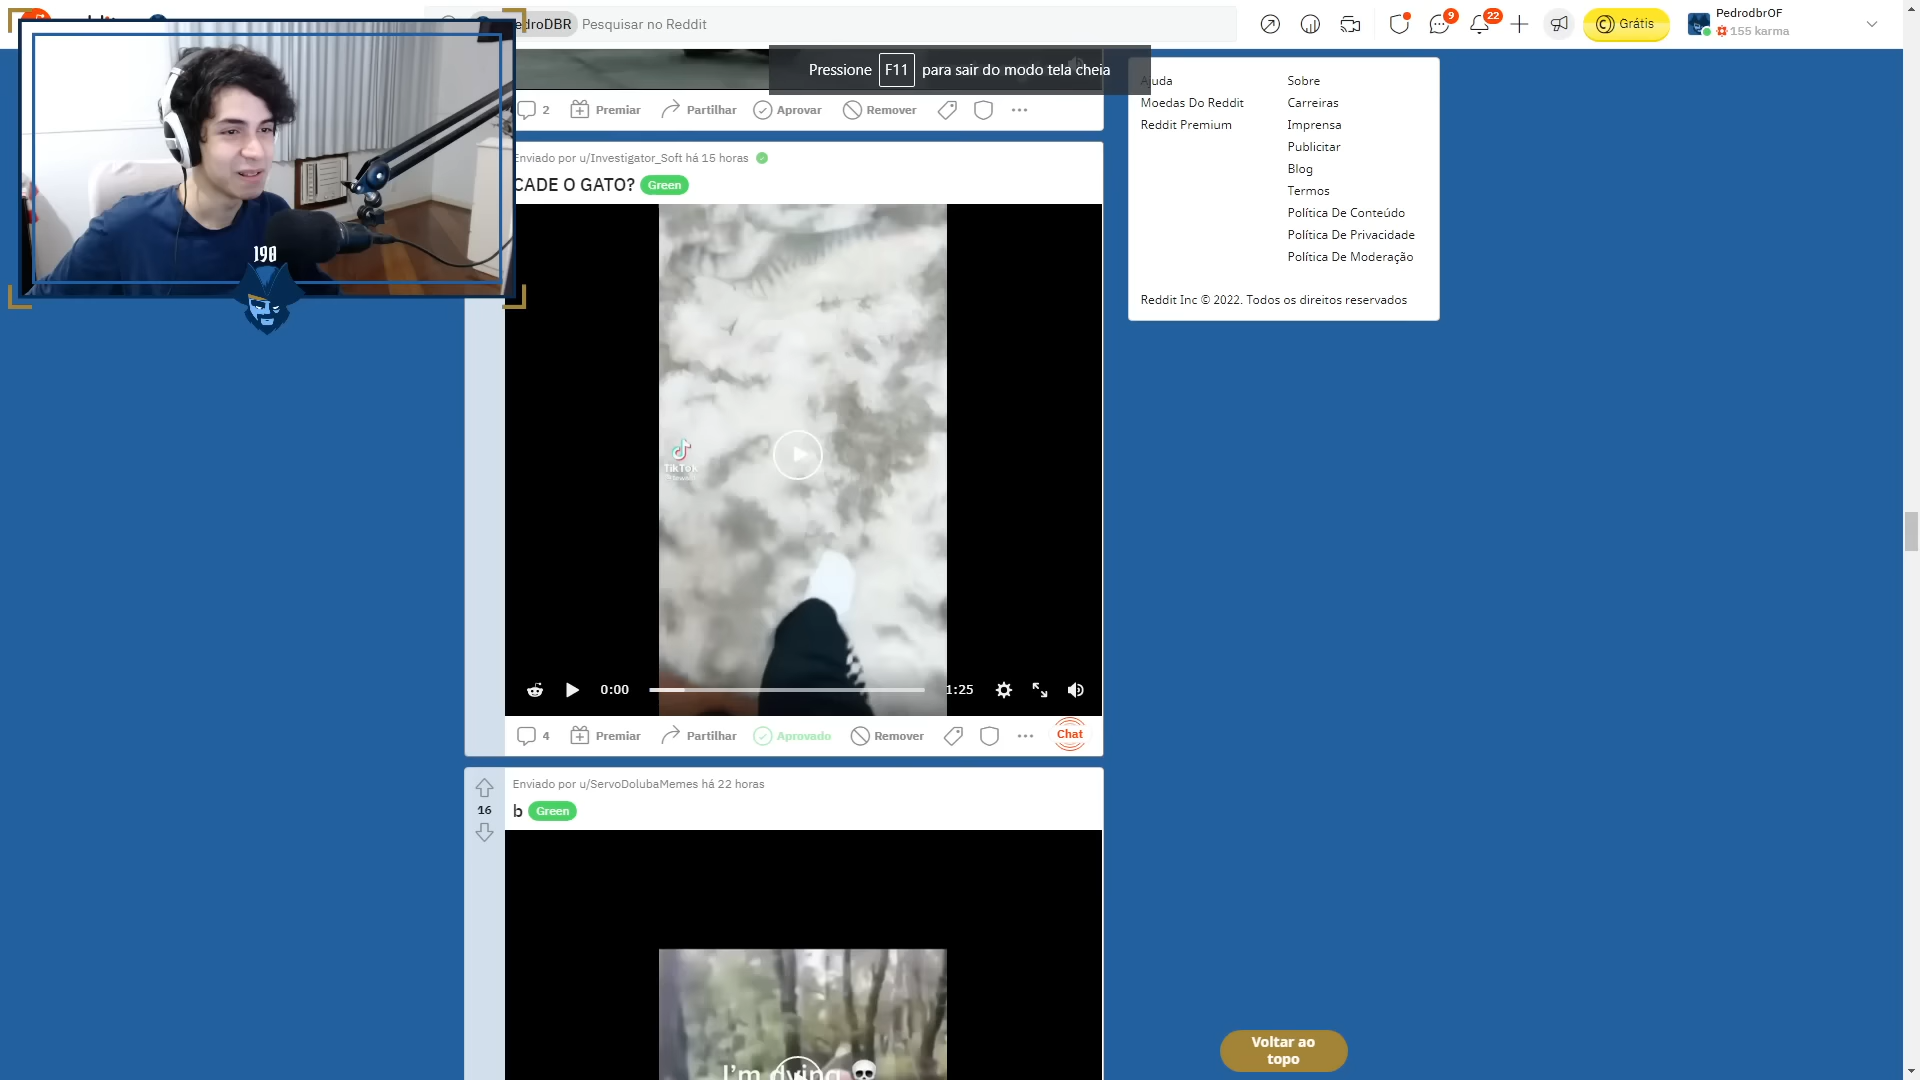 edroDBR Pesquisar no Reddit
9
22
Grátis
PedrodbrOF
155 karma
Pressione F11 para sair do modo tela cheia
2 Premiar Partilhar Aprovar Remover
Enviado por u/Investigator_Soft há 15 horas
CADE O GATO? Green
190
TikTok
0:00
1:25
4 Premiar Partilhar Aprovado Remover
Chat
Enviado por u/ServoDolubaMemes há 22 horas
16
b Green
I'm dying 💀
Ajuda
Moedas Do Reddit
Reddit Premium
Sobre
Carreiras
Imprensa
Publicitar
Blog
Termos
Política De Conteúdo
Política De Privacidade
Política De Moderação
Reddit Inc © 2022. Todos os direitos reservados
Voltar ao
topo